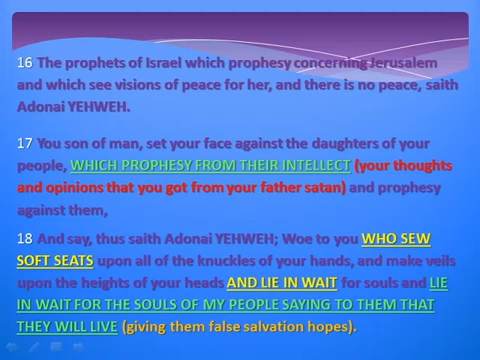 16 The prophets of Israel which prophesy concerning Jerusalem
and which see visions of peace for her, and there is no peace, saith
Adonai YEHWEH.
17 You son of man, set your face against the daughters of your
people, WHICH PROPHESY FROM THEIR INTELLECT (your thoughts
and opinions that you got from your father satan) and prophesy
against them,
18 And say, thus saith Adonai YEHWEH; Woe to you WHO SEW
SOFT SEATS upon all of the knuckles of your hands, and make veils
upon the heights of your heads AND LIE IN WAIT for souls and LIE
IN WAIT FOR THE SOULS OF MY PEOPLE SAYING TO THEM THAT
THEY WILL LIVE (giving them false salvation hopes).